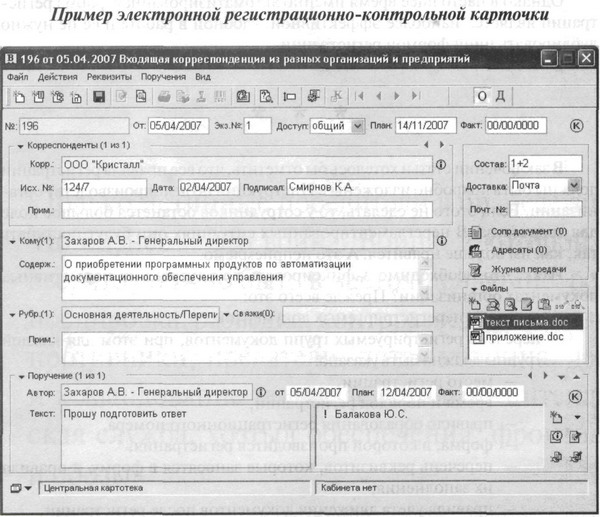 Пример электронной регистрационно-контрольной карточки
196 от 05.04.2007 Входящая корреспонденция из разных организаций и предприятий
Файл Действия Реквизиты Поручения Вид
О Д
№: 196 От: 05/04/2007 Экз.№: 1 Доступ: общий План: 14/11/2007 Факт: 00/00/0000
Корреспонденты (1 из 1)
Корр.: ООО "Кристалл" Состав: 1+2
Исх. №: 124/7 Дата: 02/04/2007 Подписал: Смирнов К.А. Доставка: Почта
Прим.: Почт. №:
Кому(1): Захаров А.В. - Генеральный директор Сопр.документ (0)
Содерж.: О приобретении программных продуктов по автоматизации
документационного обеспечения управления
Адресаты (0)
Журнал передачи
Файлы
Рубр.(1): Основная деятельность/Перепи Связки(0):
текст письма.doc
Прим.: приложение.doc
Поручение (1 из 1)
Автор: Захаров А.В. - Генеральный директор от 05/04/2007 План: 12/04/2007 Факт: 00/00/0000
Текст: Прошу подготовить ответ ! Балакова Ю.С.
Центральная картотека Кабинета нет